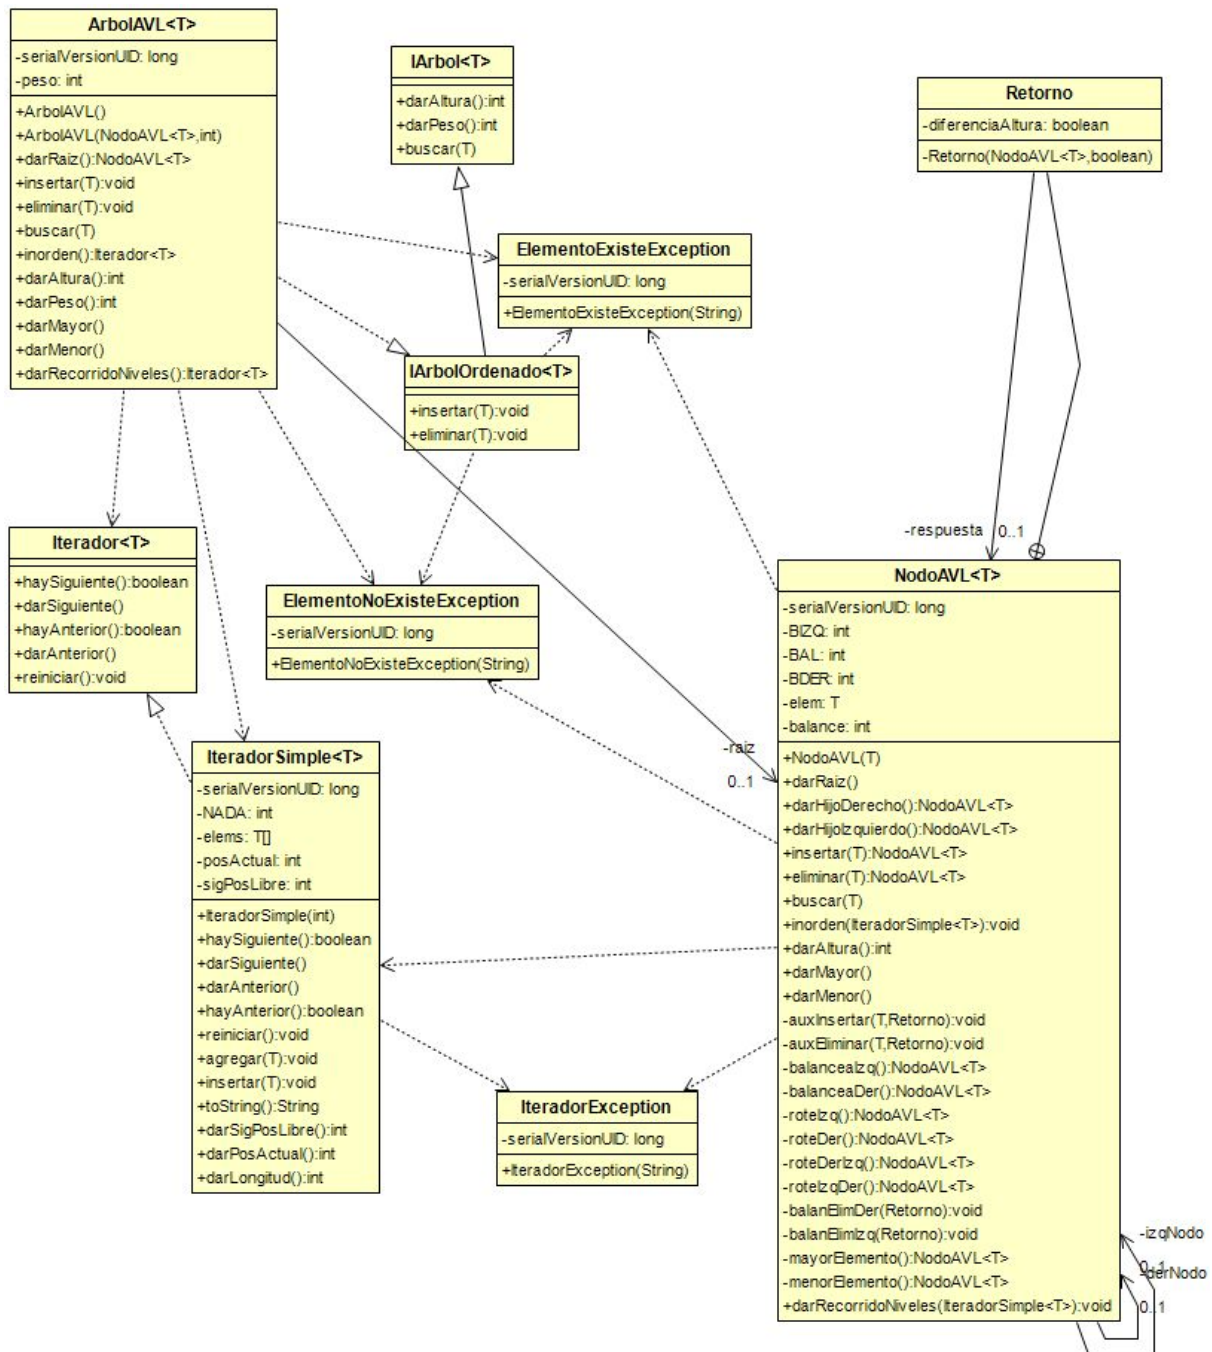 ArbolAVL<T>
-serialVersionUID: long
-peso: int
+ArbolAVL()
+ArbolAVL(NodoAVL<T>,int)
+darRaiz():NodoAVL<T>
+insertar(T):void
+eliminar(T):void
+buscar(T)
+inorden():Iterador<T>
+darAltura():int
+darPeso():int
+darMayor()
+darMenor()
+darRecorridoNiveles():Iterador<T>
IArbol<T>
+darAltura():int
+darPeso():int
+buscar(T)
Retorno
-diferenciaAltura: boolean
-Retorno(NodoAVL<T>,boolean)
ElementoExisteException
-serialVersionUID: long
+ElementoExisteException(String)
IArbolOrdenado<T>
+insertar(T):void
+eliminar(T):void
Iterador<T>
+haySiguiente():boolean
+darSiguiente()
+hayAnterior():boolean
+darAnterior()
+reiniciar():void
ElementoNoExisteException
-serialVersionUID: long
+ElementoNoExisteException(String)
-respuesta 0..1
-raiz
0..1
IteradorSimple<T>
-serialVersionUID: long
-NADA: int
-elems: T[]
-posActual: int
-sigPosLibre: int
+IteradorSimple(int)
+haySiguiente():boolean
+darSiguiente()
+darAnterior()
+hayAnterior():boolean
+reiniciar():void
+agregar(T):void
+insertar(T):void
+toString():String
+darSigPosLibre():int
+darPosActual():int
+darLongitud():int
IteradorException
-serialVersionUID: long
+IteradorException(String)
NodoAVL<T>
-serialVersionUID: long
-BIZQ: int
-BAL: int
-BDER: int
-elem: T
-balance: int
+NodoAVL(T)
+darRaiz()
+darHijoDerecho():NodoAVL<T>
+darHijoIzquierdo():NodoAVL<T>
+insertar(T):NodoAVL<T>
+eliminar(T):NodoAVL<T>
+buscar(T)
+inorden(IteradorSimple<T>):void
+darAltura():int
+darMayor()
+darMenor()
-auxInsertar(T,Retorno):void
-auxEliminar(T,Retorno):void
-balanceaIzq():NodoAVL<T>
-balanceaDer():NodoAVL<T>
-roteIzq():NodoAVL<T>
-roteDer():NodoAVL<T>
-roteDerIzq():NodoAVL<T>
-roteIzqDer():NodoAVL<T>
-balanElimDer(Retorno):void
-balanElimIzq(Retorno):void
-mayorElemento():NodoAVL<T>
-menorElemento():NodoAVL<T>
+darRecorridoNiveles(IteradorSimple<T>):void
-izqNodo
0..1
-derNodo
0..1